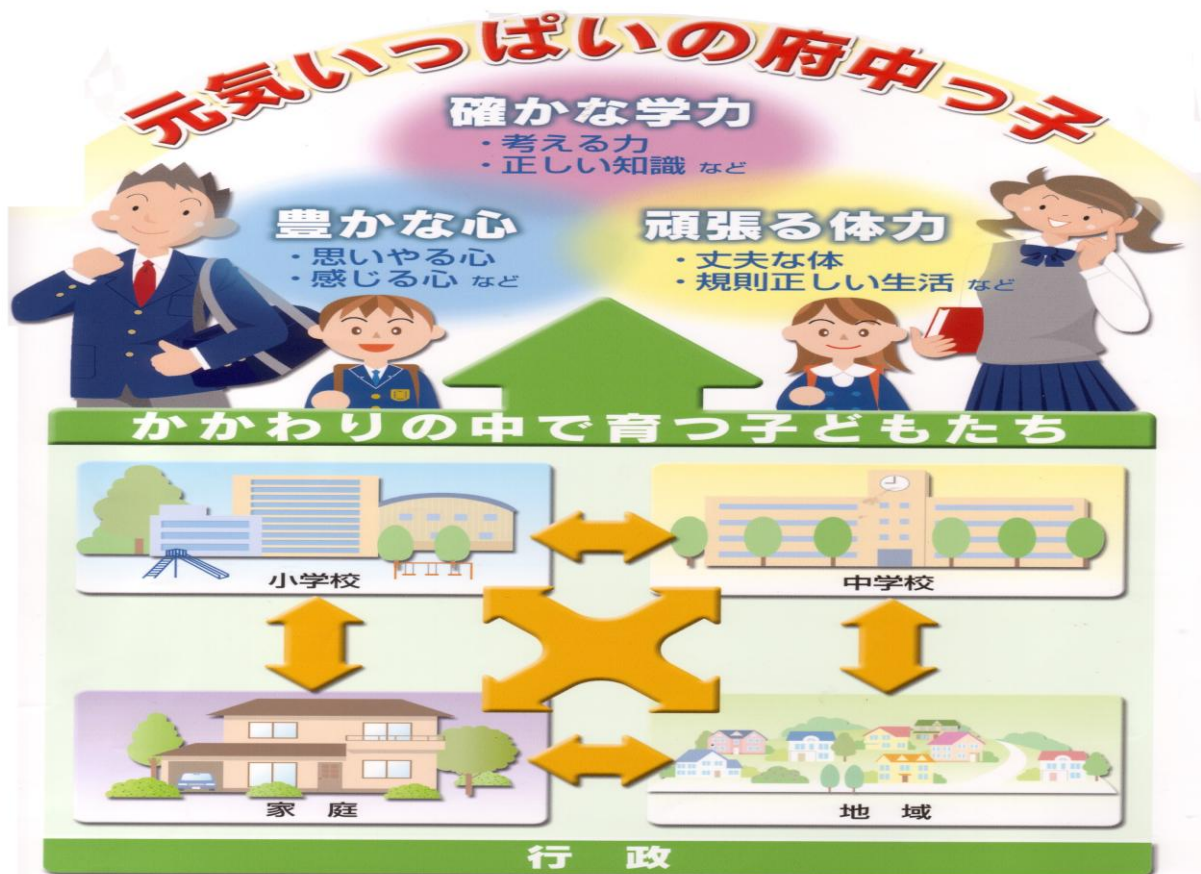 元気いっぱいの府中っ子
確かな学力
・考える力
・正しい知識 など
豊かな心
・思いやる心
・感じる心 など
頑張る体力
・丈夫な体
・規則正しい生活 など
かかわりの中で育つ子どもたち
小学校
中学校
家 庭
地 域
行 政